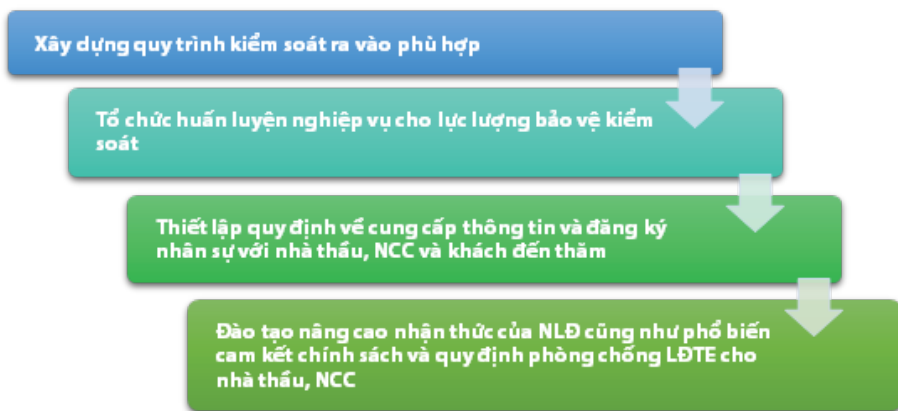 Xây dựng quy trình kiểm soát ra vào phù hợp
Tổ chức huấn luyện nghiệp vụ cho lực lượng bảo vệ kiểm
soát
Thiết lập quy định về cung cấp thông tin và đăng ký
nhân sự với nhà thầu, NCC và khách đến thăm
Đào tạo nâng cao nhận thức của NLĐ cũng như phổ biến
cam kết chính sách và quy định phòng chống LĐTE cho
nhà thầu, NCC